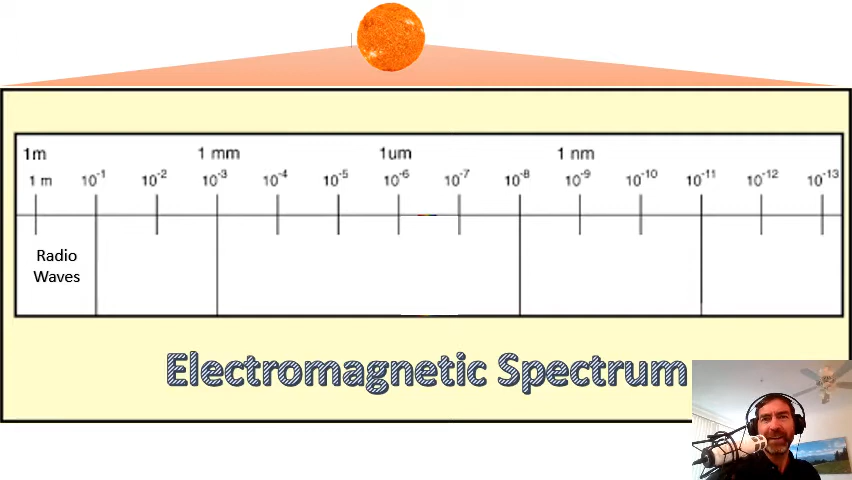 1m 1 mm 1um 1 nm
1 m 10-1 10-2 10-3 10-4 10-5 10-6 10-7 10-8 10-9 10-10 10-11 10-12 10-13
Radio
Waves
Electromagnetic Spectrum